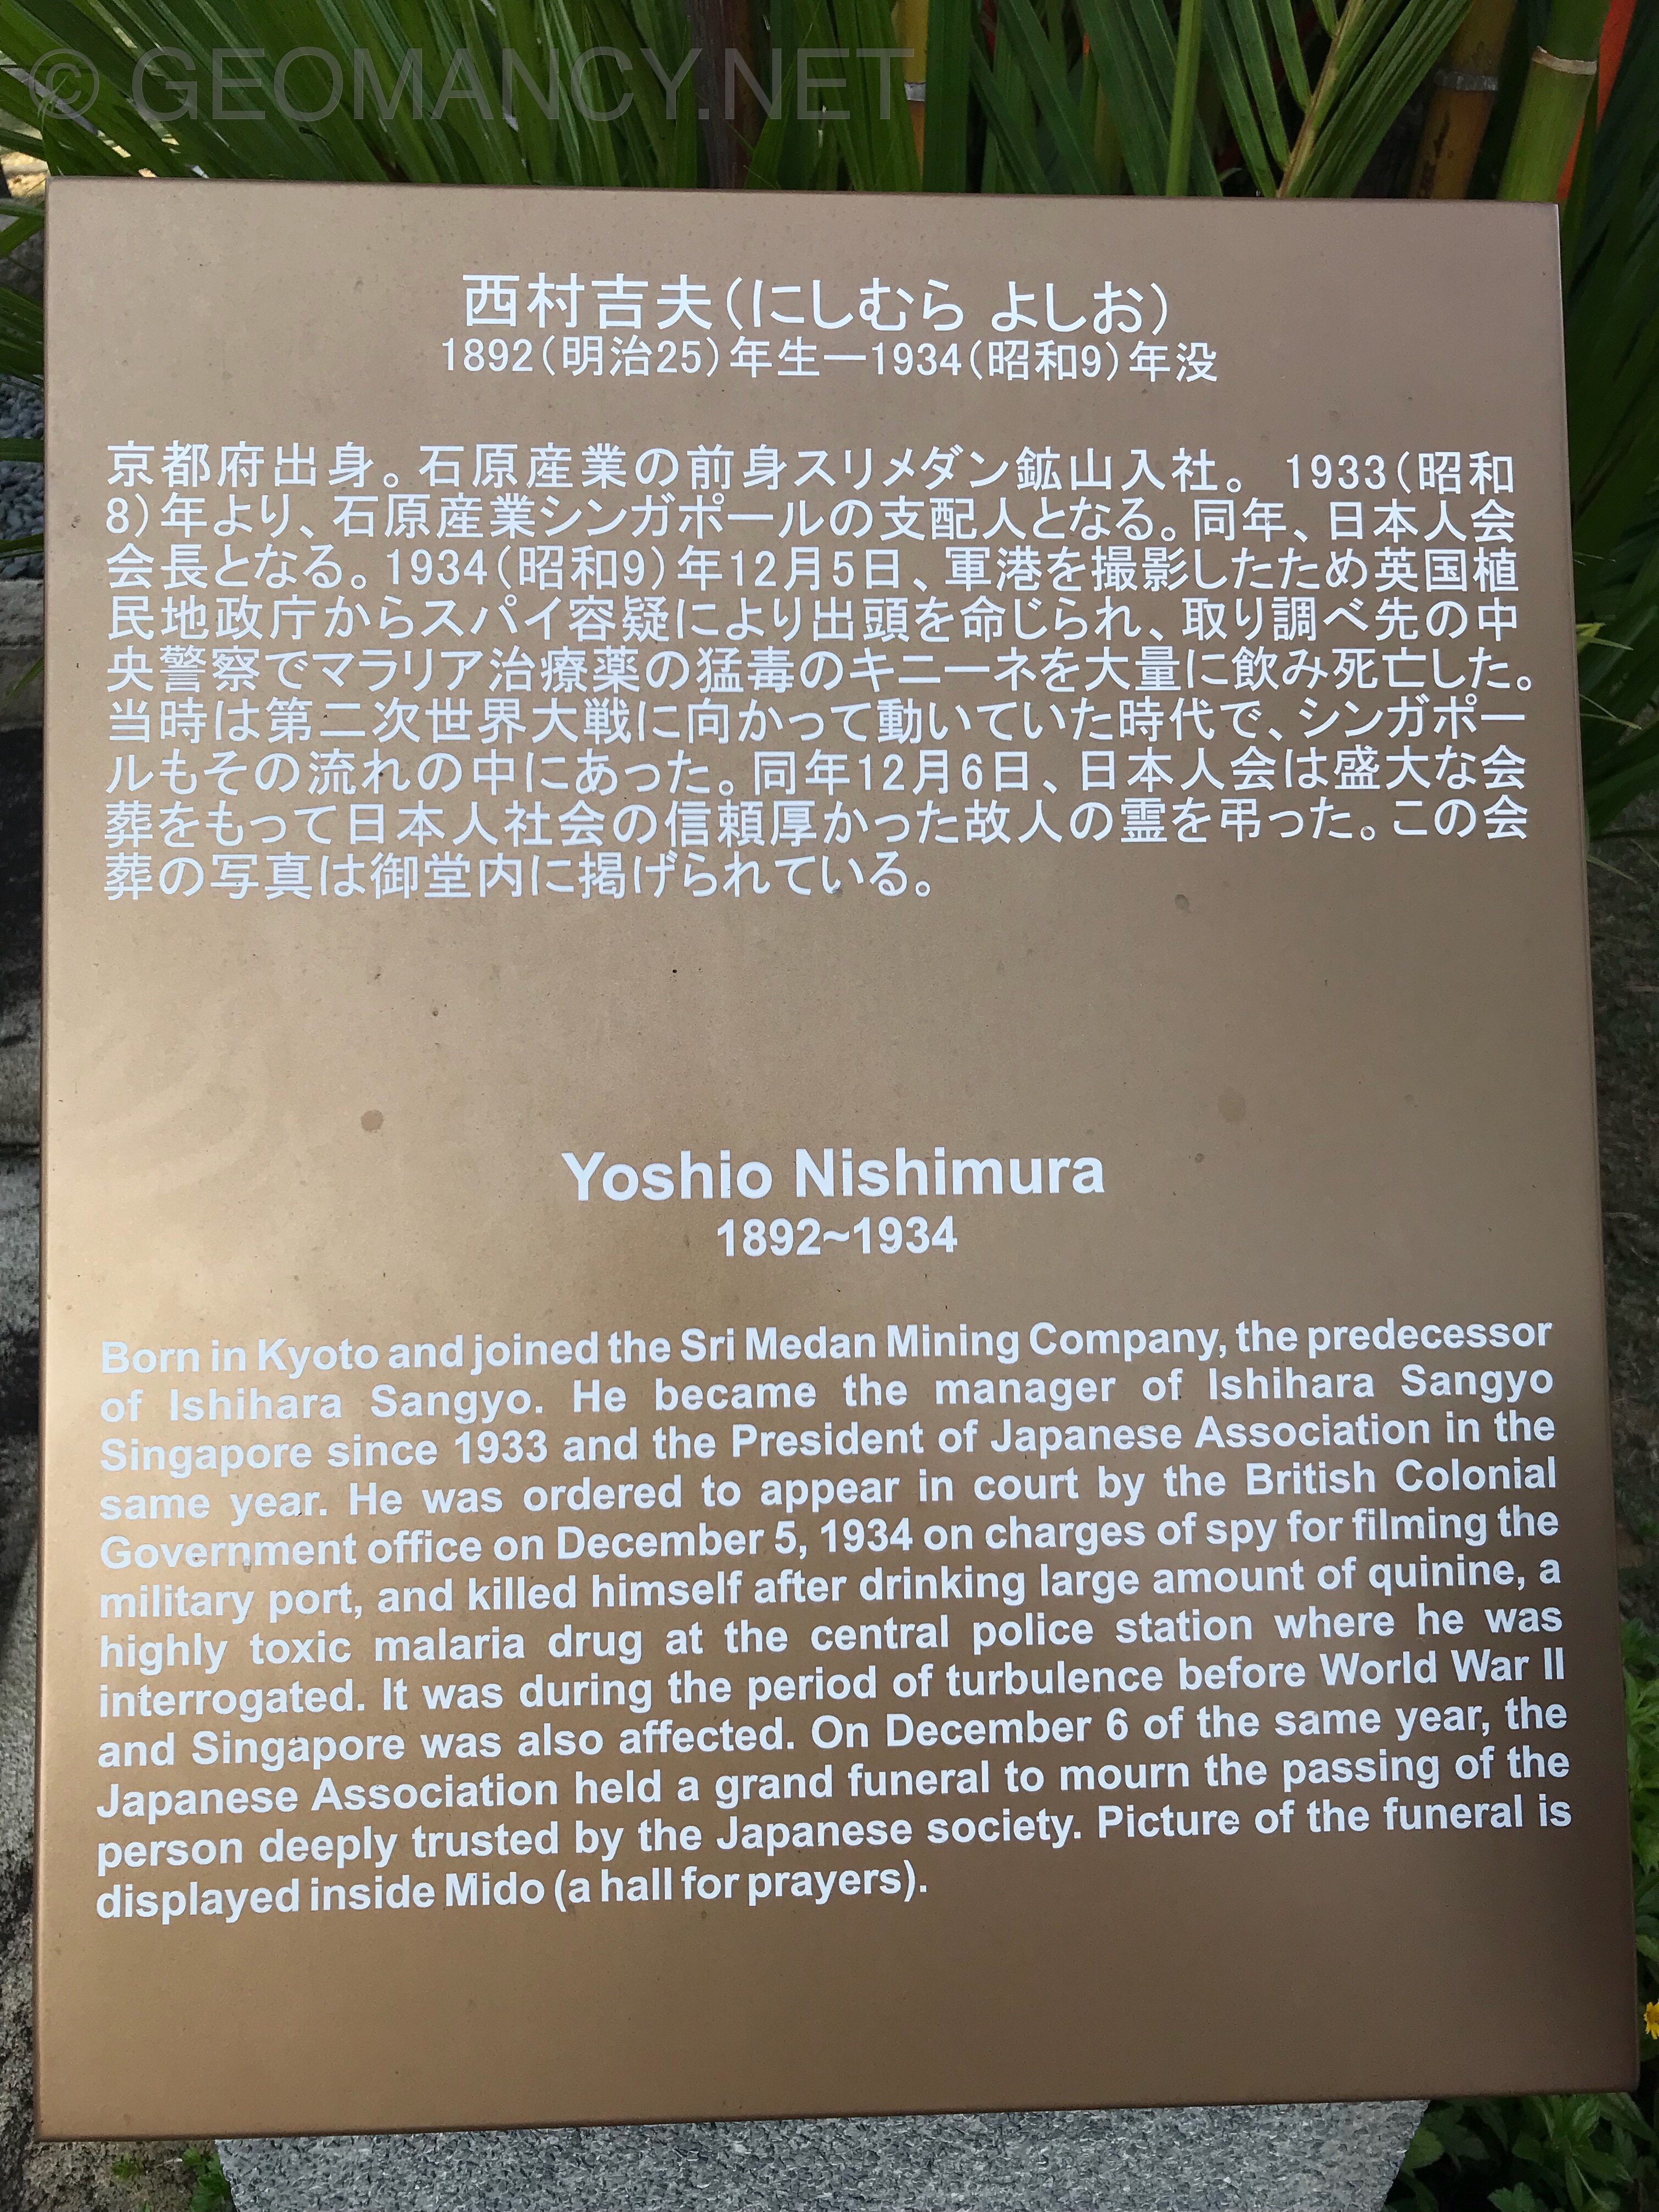 © GEOMANCY.NET
西村吉夫(にしむら よしお)
1892(明治25)年生ー1934(昭和9)年没
京都府出身。石原産業の前身スリメダン鉱山入社。 1933(昭和
8)年より、石原産業シンガポールの支配人となる。同年、日本人会
会長となる。1934(昭和9)年12月5日、軍港を撮影したため英国植
民地政庁からスパイ容疑により出頭を命じられ、取り調べ先の中
央警察でマラリア治療薬の猛毒のキニーネを大量に飲み死亡した。
当時は第二次世界大戦に向かって動いていた時代で、シンガポー
ルもその流れの中にあった。同年12月6日、日本人会は盛大な会
葬をもって日本人社会の信頼厚かった故人の霊を弔った。この会
葬の写真は御堂内に掲げられている。
Yoshio Nishimura
1892~1934
Born in Kyoto and joined the Sri Medan Mining Company, the predecessor
of Ishihara Sangyo. He became the manager of Ishihara Sangyo
Singapore since 1933 and the President of Japanese Association in the
same year. He was ordered to appear in court by the British Colonial
Government office on December 5, 1934 on charges of spy for filming the
military port, and killed himself after drinking large amount of quinine, a
highly toxic malaria drug at the central police station where he was
interrogated. It was during the period of turbulence before World War II
and Singapore was also affected. On December 6 of the same year, the
Japanese Association held a grand funeral to mourn the passing of the
person deeply trusted by the Japanese society. Picture of the funeral is
displayed inside Mido (a hall for prayers).